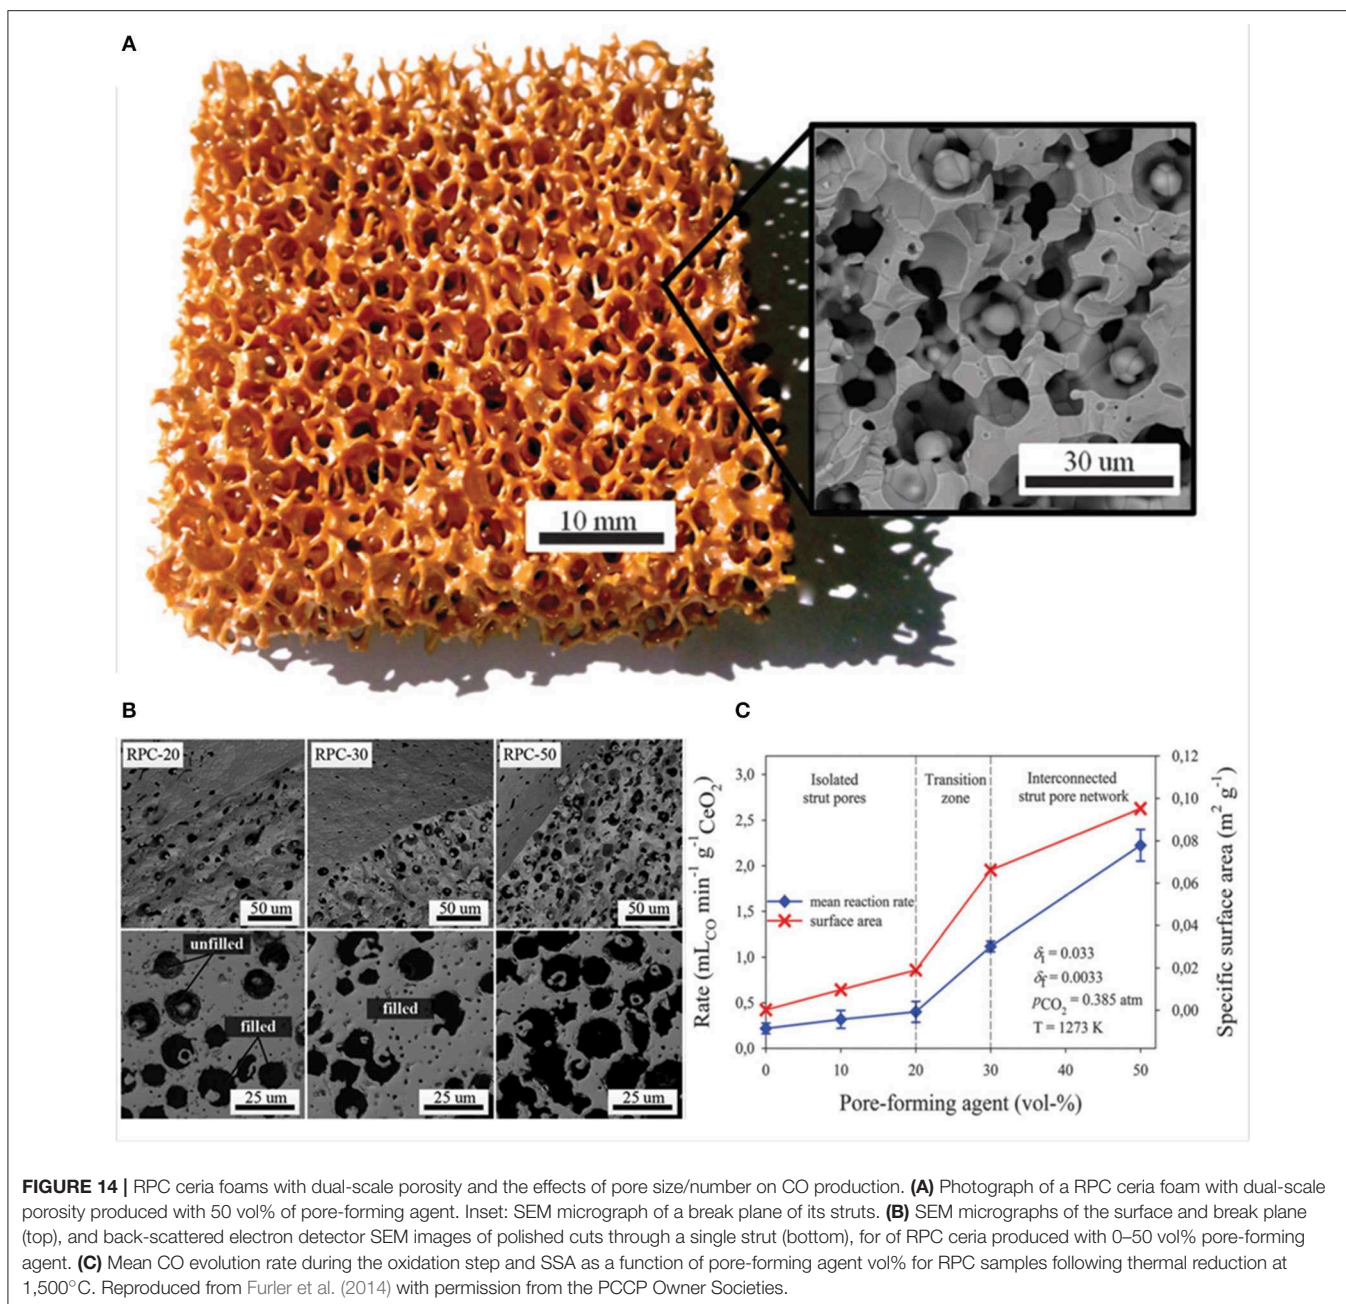 A
30 um
10 mm
B
RPC-20
RPC-30
RPC-50
50 um
50 um
50 um
unfilled
filled
filled
25 um
25 um
25 um
C
Rate (mL_CO min⁻¹ g⁻¹ CeO₂)
3,0
2,5
2,0
1,5
1,0
0,5
0,0
Isolated
strut pores
Transition
zone
Interconnected
strut pore network
mean reaction rate
surface area
δᵢ = 0.033
δf = 0.0033
pCO₂ = 0.385 atm
T = 1273 K
0,12
0,10
0,08
0,06
0,04
0,02
0,00
Specific surface area (m² g⁻¹)
0 10 20 30 40 50
Pore-forming agent (vol-%)
FIGURE 14 | RPC ceria foams with dual-scale porosity and the effects of pore size/number on CO production. (A) Photograph of a RPC ceria foam with dual-scale
porosity produced with 50 vol% of pore-forming agent. Inset: SEM micrograph of a break plane of its struts. (B) SEM micrographs of the surface and break plane
(top), and back-scattered electron detector SEM images of polished cuts through a single strut (bottom), for of RPC ceria produced with 0–50 vol% pore-forming
agent. (C) Mean CO evolution rate during the oxidation step and SSA as a function of pore-forming agent vol% for RPC samples following thermal reduction at
1,500°C. Reproduced from Furler et al. (2014) with permission from the PCCP Owner Societies.